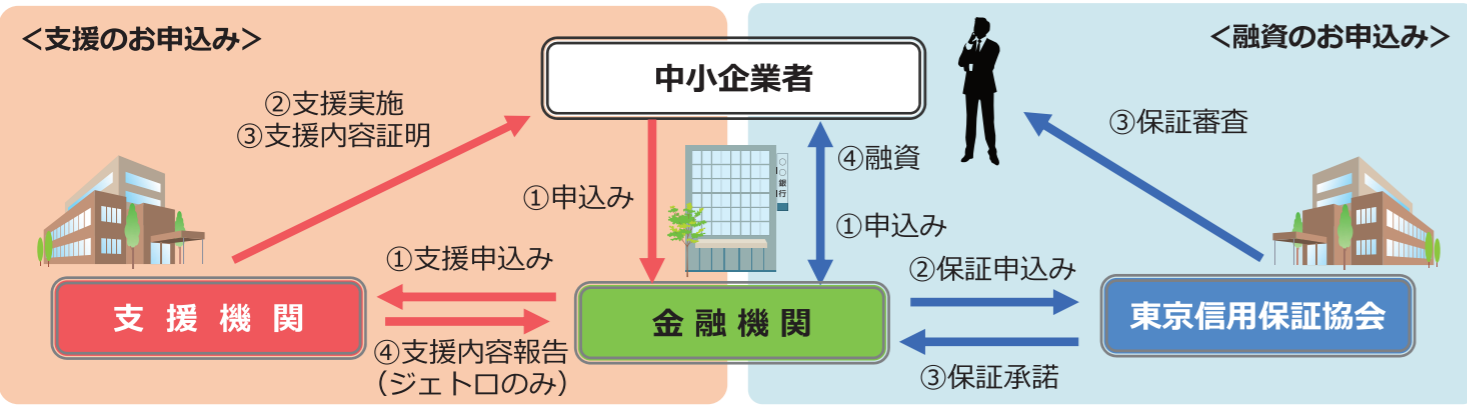 <支援のお申込み>
<融資のお申込み>
中小企業者
②支援実施
③支援内容証明
③保証審査
④融資
○○銀行
①申込み
①申込み
①支援申込み
②保証申込み
支援機関
金融機関
東京信用保証協会
④支援内容報告
（ジェトロのみ）
③保証承諾